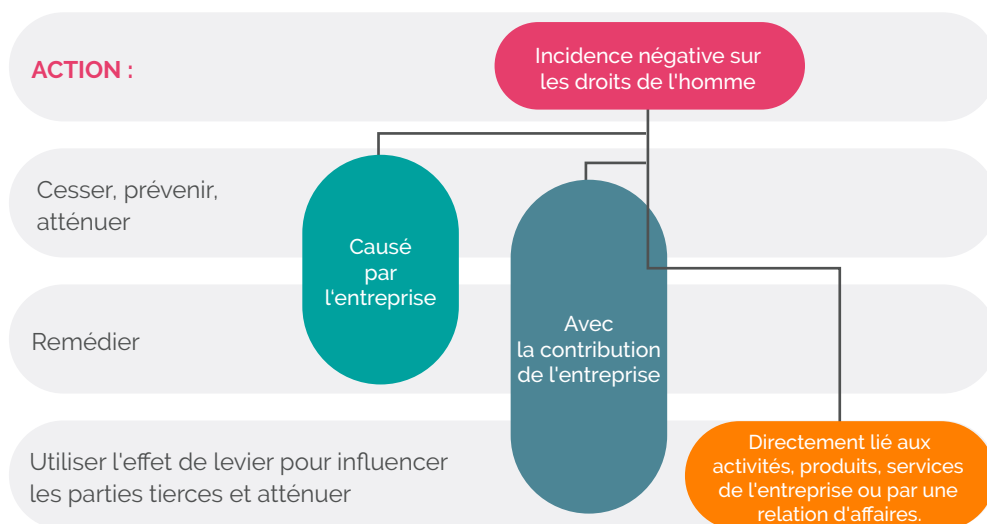 ACTION :
Incidence négative sur
les droits de l'homme
Cesser, prévenir,
atténuer
Causé
par
l'entreprise
Remédier
Avec
la contribution
de l'entreprise
Utiliser l'effet de levier pour influencer
les parties tierces et atténuer
Directement lié aux
activités, produits, services
de l'entreprise ou par une
relation d'affaires.